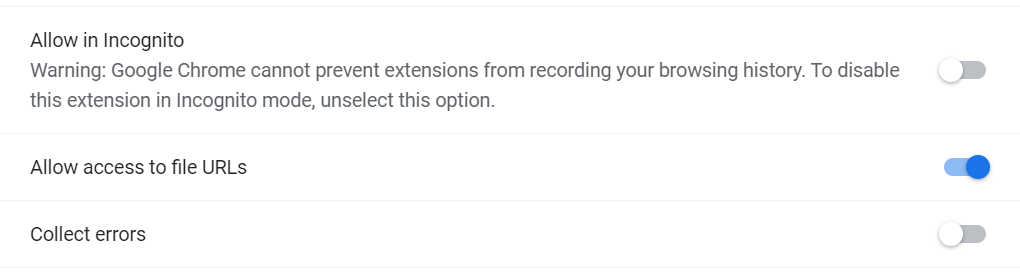 Allow in Incognito
Warning: Google Chrome cannot prevent extensions from recording your browsing history. To disable
this extension in Incognito mode, unselect this option.
Allow access to file URLs
Collect errors